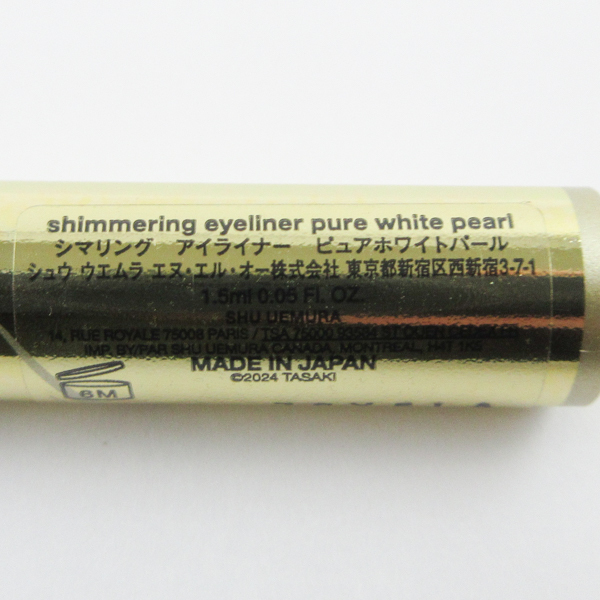 shimmering eyeliner pure white pearl
シマリング アイライナー ピュアホワイトパール
シュウ ウエムラ エヌ・エル・オー株式会社 東京都新宿区西新宿3-7-1
1.5ml 0.05 FL. OZ.
SHU UEMURA
14, RUE ROYALE 75008 PARIS / TSA 75000
IMP. BY/PAR SHU UEMURA CANADA, MONTREAL, H4T 1K5
MADE IN JAPAN
©2024 TASAKI
6M